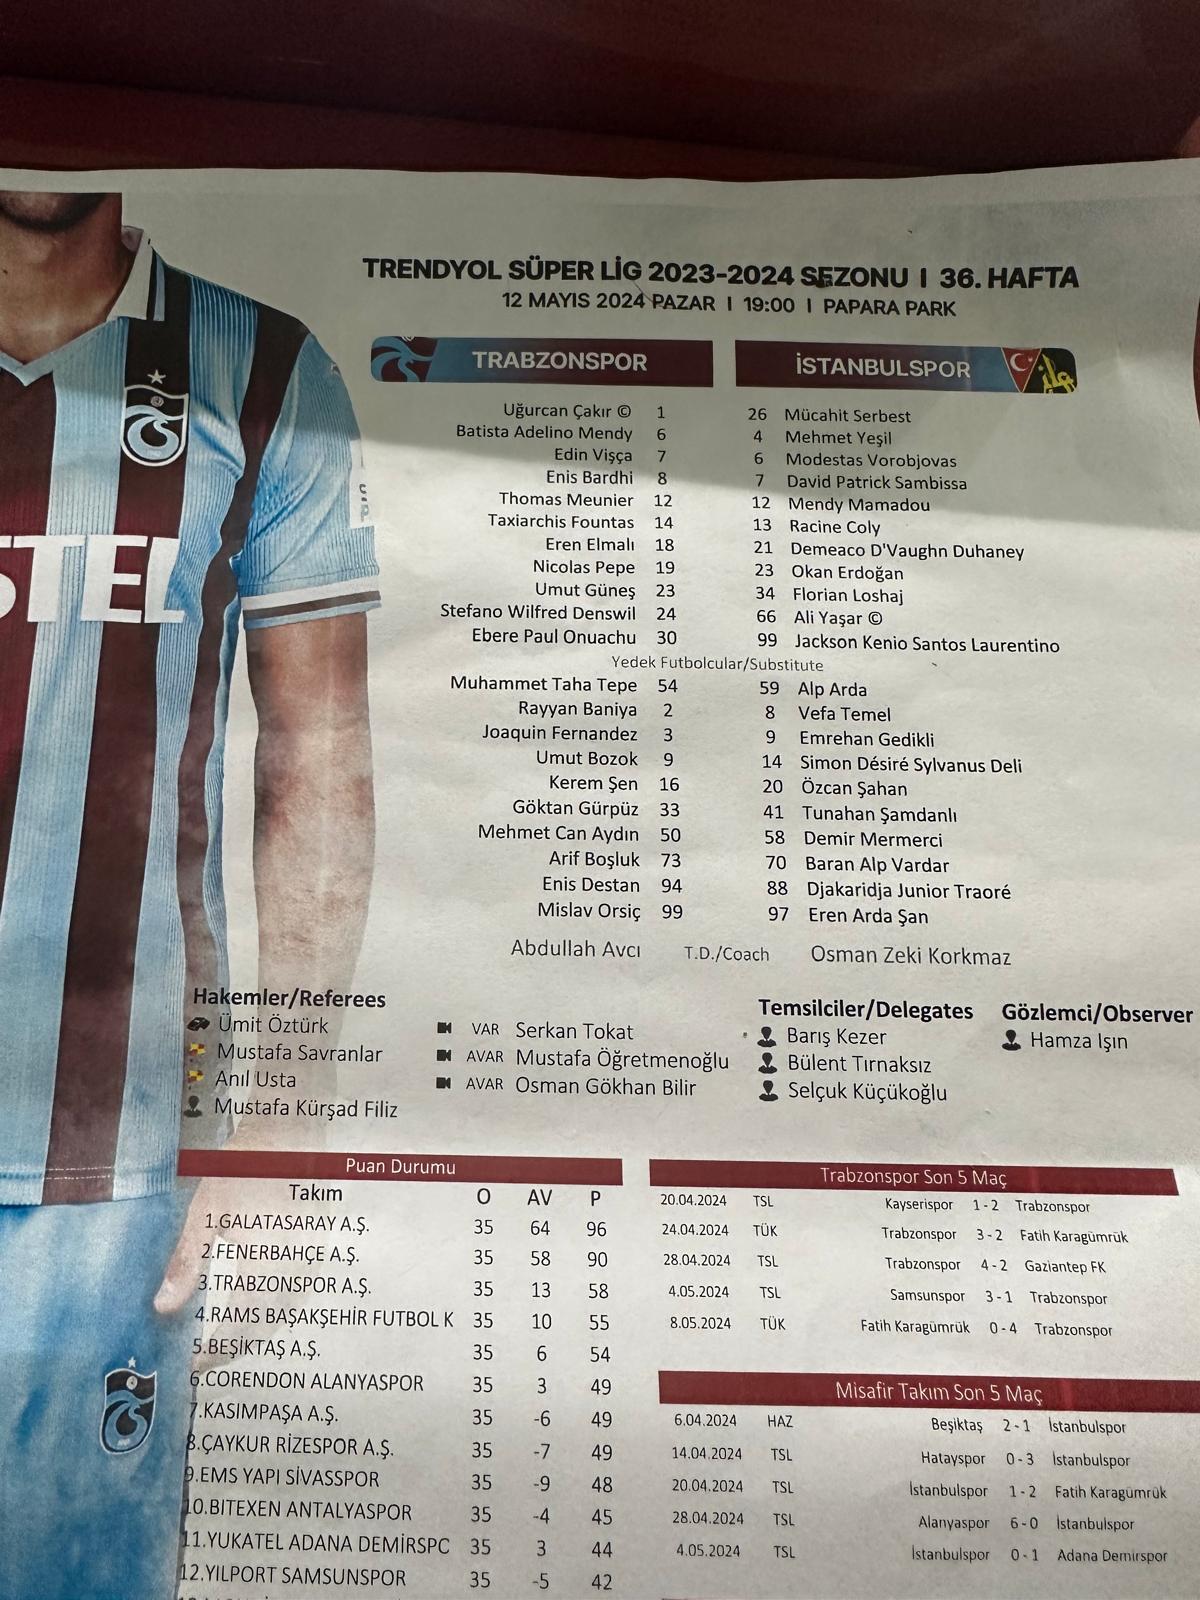 TRENDYOL SÜPER LİG 2023-2024 SEZONU I 36. HAFTA
12 MAYIS 2024 PAZAR I 19:00 I PAPARA PARK
TRABZONSPOR İSTANBULSPOR
Uğurcan Çakır © 1 26 Mücahit Serbest
Batista Adelino Mendy 6 4 Mehmet Yeşil
Edin Vişça 7 6 Modestas Vorobjovas
Enis Bardhi 8 7 David Patrick Sambissa
Thomas Meunier 12 12 Mendy Mamadou
Taxiarchis Fountas 14 13 Racine Coly
Eren Elmalı 18 21 Demeaco D'Vaughn Duhaney
Nicolas Pepe 19 23 Okan Erdoğan
Umut Güneş 23 34 Florian Loshaj
Stefano Wilfred Denswil 24 66 Ali Yaşar ©
Ebere Paul Onuachu 30 99 Jackson Kenio Santos Laurentino
Yedek Futbolcular/Substitute
Muhammet Taha Tepe 54 59 Alp Arda
Rayyan Baniya 2 8 Vefa Temel
Joaquin Fernandez 3 9 Emrehan Gedikli
Umut Bozok 9 14 Simon Désiré Sylvanus Deli
Kerem Şen 16 20 Özcan Şahan
Göktan Gürpüz 33 41 Tunahan Şamdanlı
Mehmet Can Aydın 50 58 Demir Mermerci
Arif Boşluk 73 70 Baran Alp Vardar
Enis Destan 94 88 Djakaridja Junior Traoré
Mislav Orsiç 99 97 Eren Arda Şan
Abdullah Avcı T.D./Coach Osman Zeki Korkmaz
STEL
Hakemler/Referees
Ümit Öztürk
Mustafa Savranlar
Anıl Usta
Mustafa Kürşad Filiz
VAR Serkan Tokat
AVAR Mustafa Öğretmenoğlu
AVAR Osman Gökhan Bilir
Temsilciler/Delegates
Barış Kezer
Bülent Tırnaksız
Selçuk Küçükoğlu
Gözlemci/Observer
Hamza Işın
Puan Durumu
Takım O AV P
1.GALATASARAY A.Ş. 35 64 96
2.FENERBAHÇE A.Ş. 35 58 90
3.TRABZONSPOR A.Ş. 35 13 58
4.RAMS BAŞAKŞEHİR FUTBOL K 35 10 55
5.BEŞİKTAŞ A.Ş. 35 6 54
6.CORENDON ALANYASPOR 35 3 49
7.KASIMPAŞA A.Ş. 35 -6 49
8.ÇAYKUR RİZESPOR A.Ş. 35 -7 49
9.EMS YAPI SİVASSPOR 35 -9 48
10.BITEXEN ANTALYASPOR 35 -4 45
11.YUKATEL ADANA DEMİRSPC 35 3 44
12.YILPORT SAMSUNSPOR 35 -5 42
Trabzonspor Son 5 Maç
20.04.2024 TSL Kayserispor 1 - 2 Trabzonspor
24.04.2024 TÜK Trabzonspor 3 - 2 Fatih Karagümrük
28.04.2024 TSL Trabzonspor 4 - 2 Gaziantep FK
4.05.2024 TSL Samsunspor 3 - 1 Trabzonspor
8.05.2024 TÜK Fatih Karagümrük 0 - 4 Trabzonspor
Misafir Takım Son 5 Maç
6.04.2024 HAZ Beşiktaş 2 - 1 İstanbulspor
14.04.2024 TSL Hatayspor 0 - 3 İstanbulspor
20.04.2024 TSL İstanbulspor 1 - 2 Fatih Karagümrük
28.04.2024 TSL Alanyaspor 6 - 0 İstanbulspor
4.05.2024 TSL İstanbulspor 0 - 1 Adana Demirspor